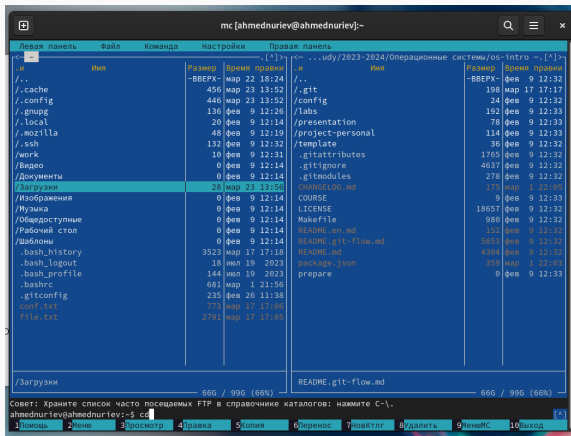 mc [ahmednuriev@ahmednuriev]:~
Левая панель Файл Команда Настройки Правая панель
<— ~ .[^]> <— ...udy/2023-2024/Операционные системы/os-intro —.[^]>
.и Имя Размер Время правки .и Имя Размер Время правки
/.. -ВВЕРХ- мар 22 18:24 /.. -ВВЕРХ- фев 9 12:32
/.cache 456 мар 23 13:52 /.git 198 мар 17 17:17
/.config 446 мар 23 13:52 /config 24 фев 9 12:32
/.gnupg 136 фев 9 12:26 /labs 192 фев 9 12:33
/.local 20 фев 9 12:14 /presentation 78 фев 9 12:33
/.mozilla 48 фев 9 12:19 /project-personal 114 фев 9 12:33
/.ssh 132 фев 9 12:32 /template 36 фев 9 12:32
/work 10 фев 9 12:31 .gitattributes 1765 фев 9 12:32
/Видео 0 фев 9 12:14 .gitignore 4637 фев 9 12:32
/Документы 0 фев 9 12:14 .gitmodules 278 фев 9 12:32
/Загрузки 28 мар 23 13:56 CHANGELOG.md 175 мар 1 22:05
/Изображения 0 фев 9 12:14 COURSE 9 фев 9 12:33
/Музыка 0 фев 9 12:14 LICENSE 18657 фев 9 12:32
/Общедоступные 0 фев 9 12:14 Makefile 980 фев 9 12:32
/Рабочий стол 0 фев 9 12:14 README.en.md 152 фев 9 12:32
/Шаблоны 0 фев 9 12:14 README.git-flow.md 5653 фев 9 12:32
.bash_history 3523 мар 17 17:18 README.md 4304 фев 9 12:32
.bash_logout 18 июл 19 2023 package.json 359 мар 1 22:03
.bash_profile 144 июл 19 2023 prepare 0 фев 9 12:33
.bashrc 681 мар 1 21:56
.gitconfig 235 фев 26 11:38
conf.txt 773 мар 17 17:06
file.txt 2791 мар 17 17:05
/Загрузки README.git-flow.md
66G / 99G (66%) 66G / 99G (66%)
Совет: Храните список часто посещаемых FTP в справочнике каталогов: нажмите C-\.
ahmednuriev@ahmednuriev:~$ cd [^]
1Помощь 2Меню 3Просмотр 4Правка 5Копия 6Перенос 7НовКтлг 8Удалить 9МенюMC 10Выход